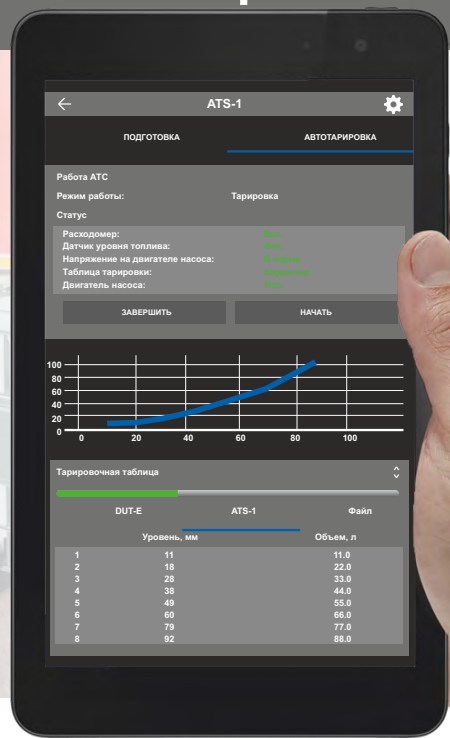 ATS-1
ПОДГОТОВКА АВТОТАРИРОВКА
Работа АТС
Режим работы: Тарировка
Статус
Расходомер:
Датчик уровня топлива:
Напряжение на двигателе насоса:
Таблица тарировки:
Двигатель насоса:
ЗАВЕРШИТЬ НАЧАТЬ
100
80
60
40
20
0
0 20 40 60 80 100
Тарировочная таблица
DUT-E ATS-1 Файл
Уровень, мм Объем, л
1 11 11.0
2 18 22.0
3 28 33.0
4 38 44.0
5 49 55.0
6 60 66.0
7 79 77.0
8 92 88.0